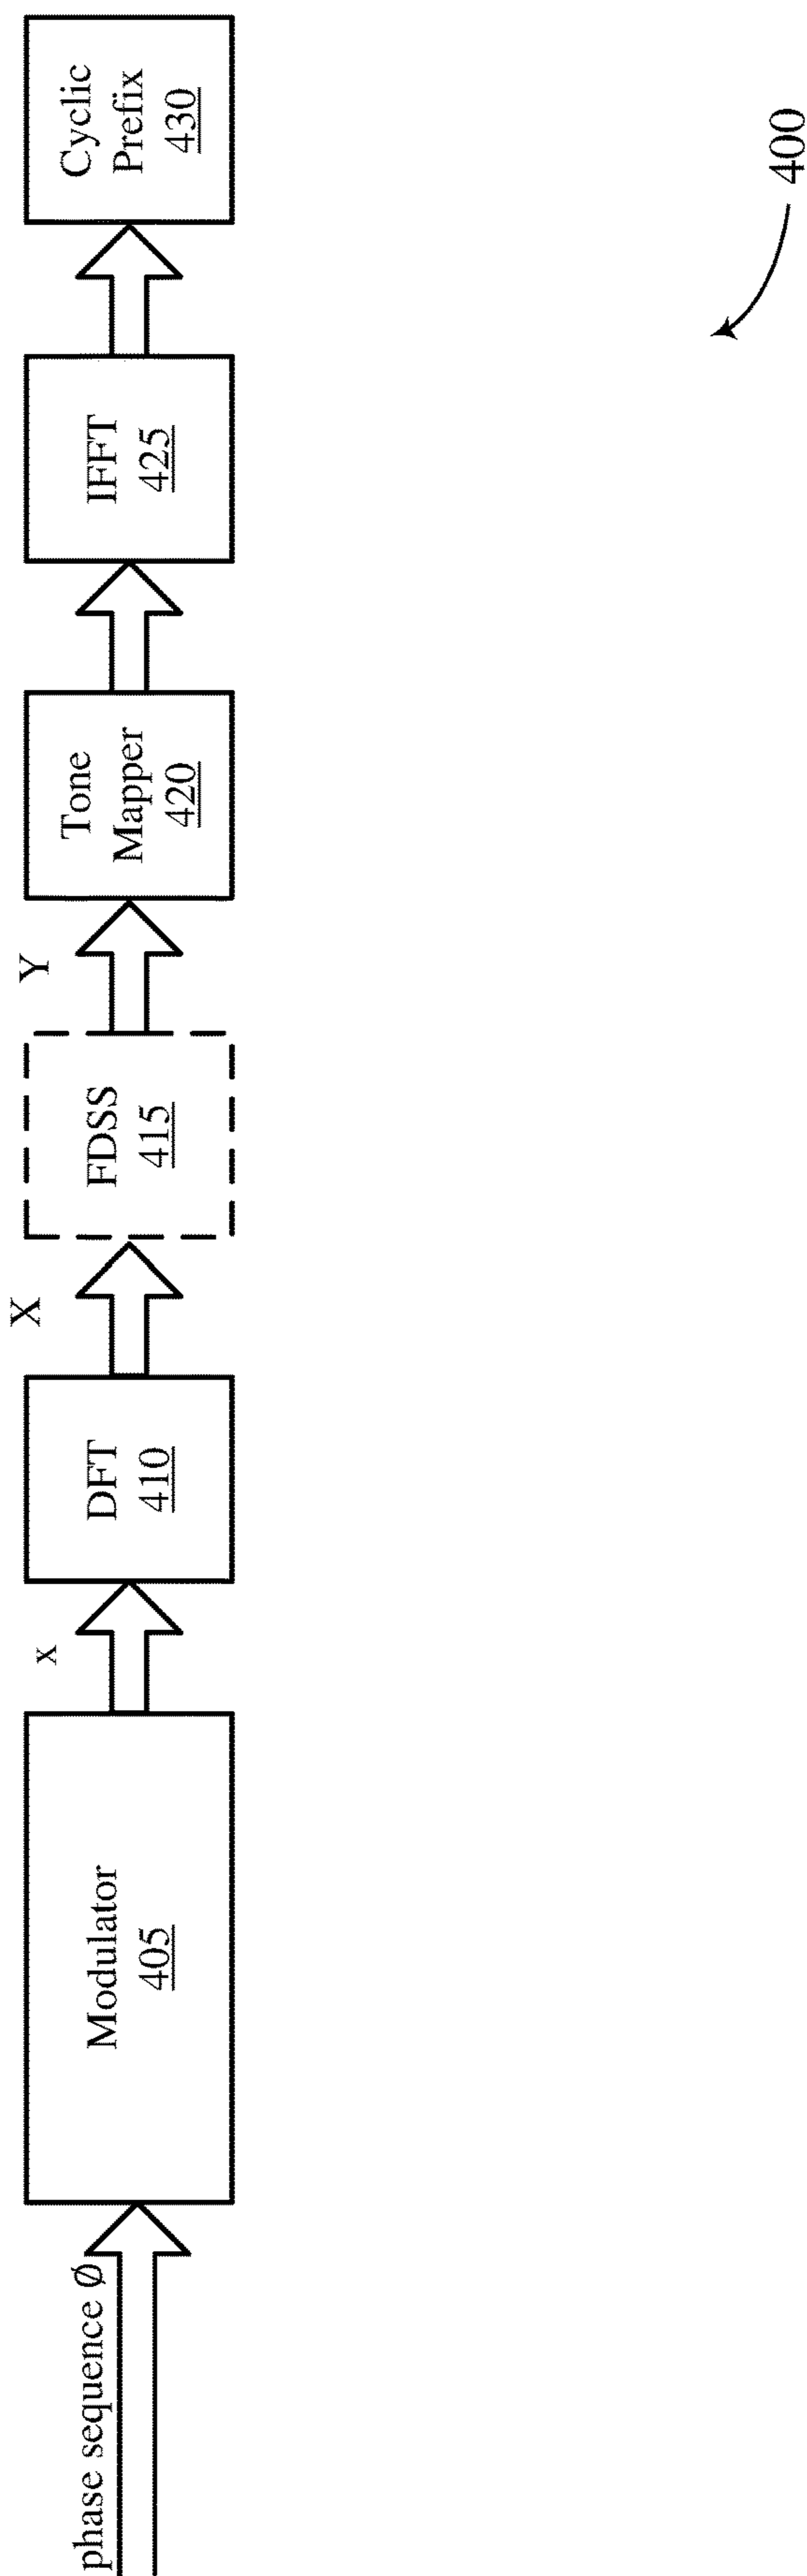 phase sequence Ø
Modulator
405
x
DFT
410
X
FDSS
415
Y
Tone
Mapper
420
IFFT
425
Cyclic
Prefix
430
400